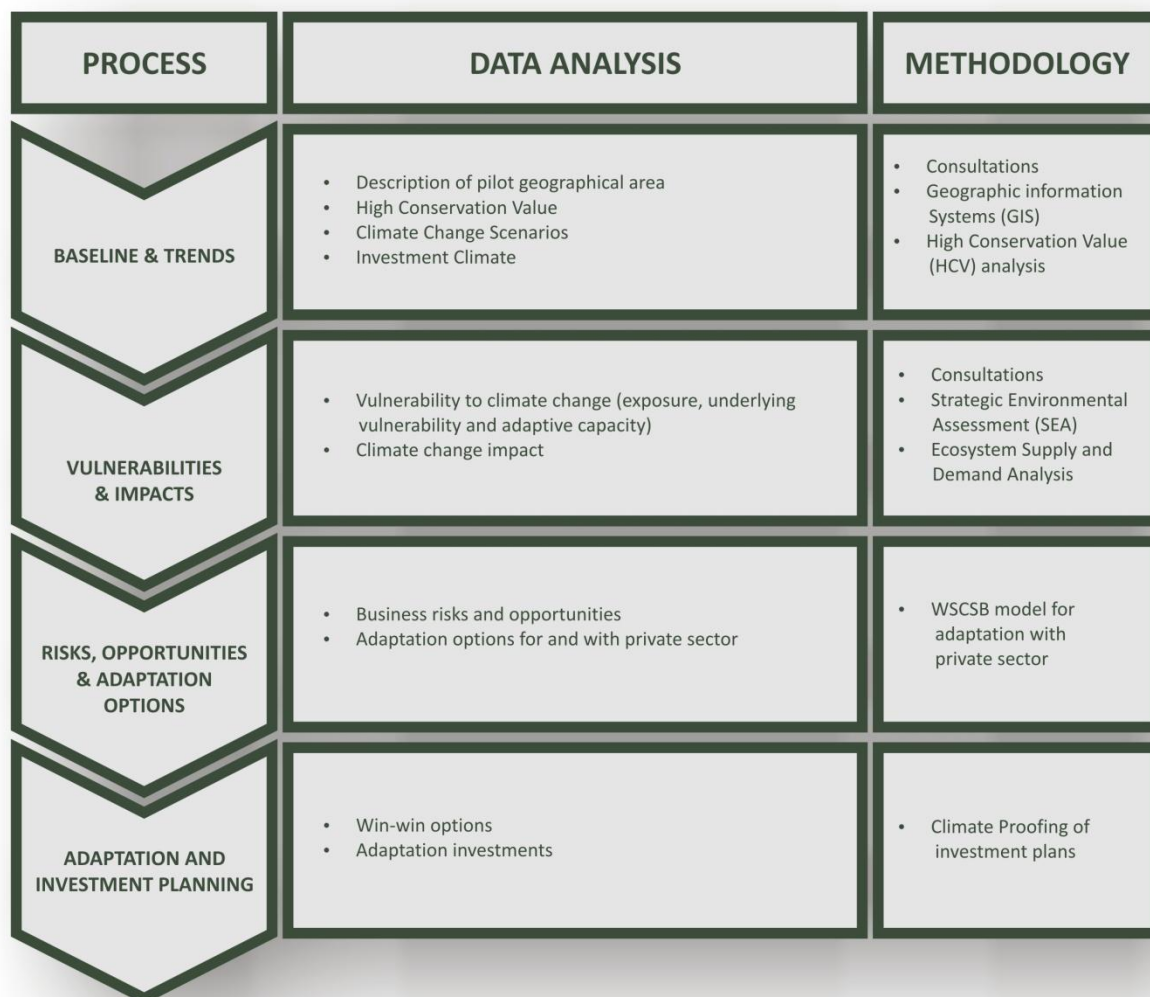 PROCESS
DATA ANALYSIS
METHODOLOGY
BASELINE & TRENDS
• Description of pilot geographical area
• High Conservation Value
• Climate Change Scenarios
• Investment Climate
• Consultations
• Geographic information
Systems (GIS)
• High Conservation Value
(HCV) analysis
VULNERABILITIES
& IMPACTS
• Vulnerability to climate change (exposure, underlying
vulnerability and adaptive capacity)
• Climate change impact
• Consultations
• Strategic Environmental
Assessment (SEA)
• Ecosystem Supply and
Demand Analysis
RISKS, OPPORTUNITIES
& ADAPTATION
OPTIONS
• Business risks and opportunities
• Adaptation options for and with private sector
• WSCSB model for
adaptation with
private sector
ADAPTATION AND
INVESTMENT PLANNING
• Win-win options
• Adaptation investments
• Climate Proofing of
investment plans